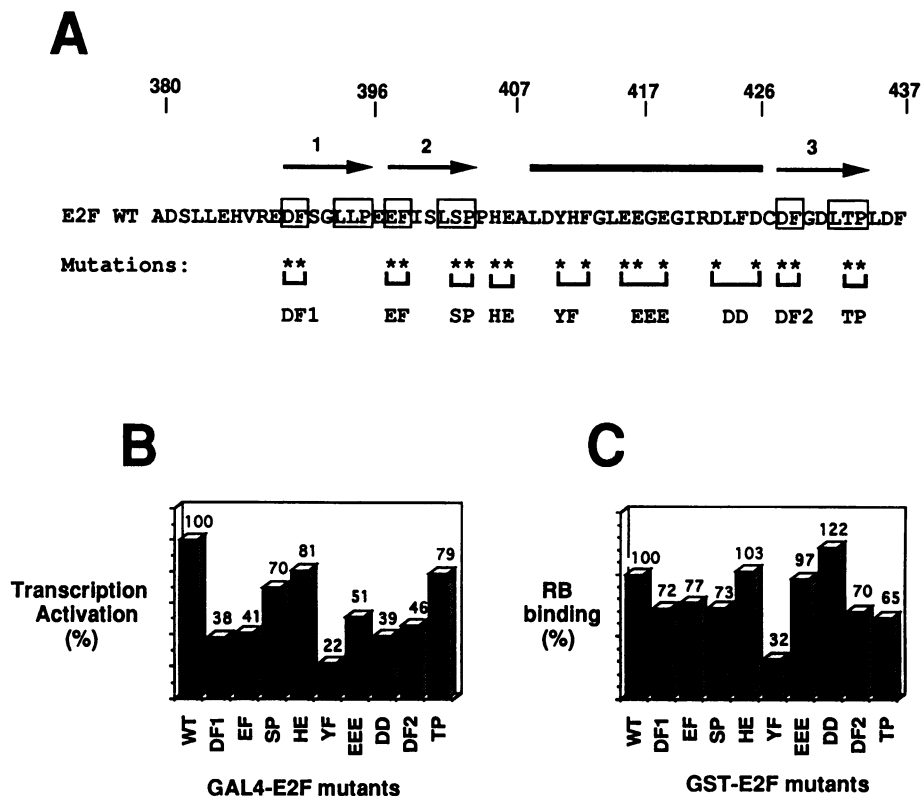 A
380 396 407 417 426 437
1 2 3
E2F WT ADSLLEHVREDFSGLLPEEFISLSPPHEALDYHFGLEEGEGIRDLFDCDFGDLTPLDF
Mutations: ** ** ** ** * * ** * * * ** **
DF1 EF SP HE YF EEE DD DF2 TP
B
100 38 41 70 81 22 51 39 46 79
Transcription
Activation
(%)
WT DF1 EF SP HE YF EEE DD DF2 TP
GAL4-E2F mutants
C
100 72 77 73 103 32 97 122 70 65
RB
binding
(%)
WT DF1 EF SP HE YF EEE DD DF2 TP
GST-E2F mutants